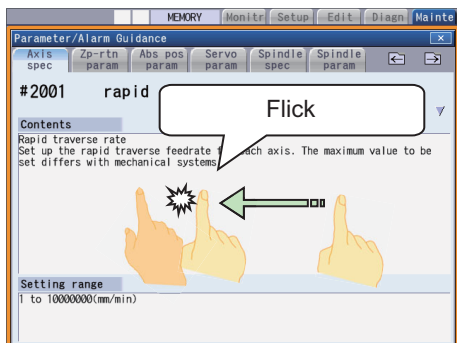 MEMORY Monitr Setup Edit Diagn Mainte
Parameter/Alarm Guidance
Axis spec Zp-rtn param Abs pos param Servo param Spindle spec Spindle param
#2001 rapid
Flick
Contents
Rapid traverse rate
Set up the rapid traverse feedrate each axis. The maximum value to be
set differs with mechanical systems
Setting range
1 to 10000000(mm/min)